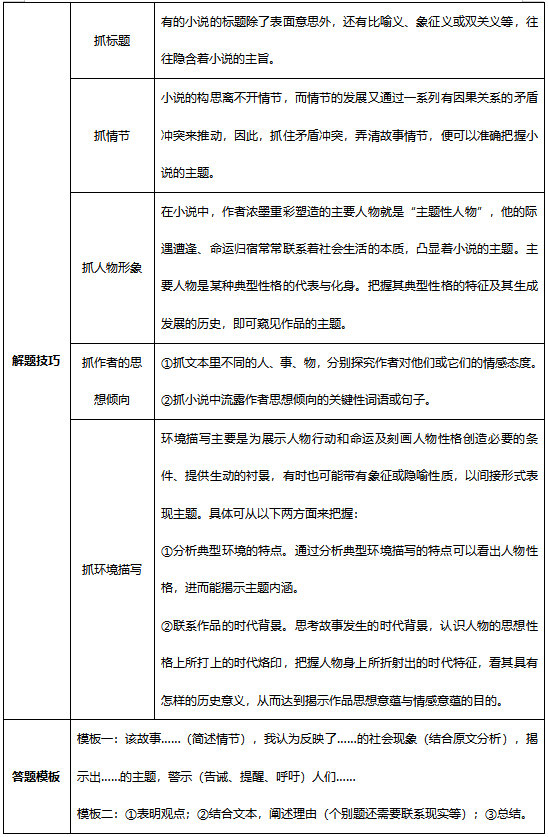 解题技巧
抓标题
有的小说的标题除了表面意思外，还有比喻义、象征义或双关义等，往
往隐含着小说的主旨。
抓情节
小说的构思离不开情节，而情节的发展又通过一系列有因果关系的矛盾
冲突来推动，因此，抓住矛盾冲突，弄清故事情节，便可以准确把握小
说的主题。
抓人物形象
在小说中，作者浓墨重彩塑造的主要人物就是“主题性人物”，他的际
遇遭逢、命运归宿常常联系着社会生活的本质，凸显着小说的主题。主
要人物是某种典型性格的代表与化身。把握其典型性格的特征及其生成
发展的历史，即可窥见作品的主题。
抓作者的思
想倾向
①抓文本里不同的人、事、物，分别探究作者对他们或它们的情感态度。
②抓小说中流露作者思想倾向的关键性词语或句子。
抓环境描写
环境描写主要是为展示人物行动和命运及刻画人物性格创造必要的条
件、提供生动的衬景，有时也可能带有象征或隐喻性质，以间接形式表
现主题。具体可从以下两方面来把握：
①分析典型环境的特点。通过分析典型环境描写的特点可以看出人物性
格，进而能揭示主题内涵。
②联系作品的时代背景。思考故事发生的时代背景，认识人物的思想性
格上所打上的时代烙印，把握人物身上所折射出的时代特征，看其具有
怎样的历史意义，从而达到揭示作品思想意蕴与情感意蕴的目的。
答题模板
模板一：该故事……（简述情节），我认为反映了……的社会现象（结合原文分析），揭
示出……的主题，警示（告诫、提醒、呼吁）人们……
模板二：①表明观点；②结合文本，阐述理由（个别题还需要联系现实等）；③总结。